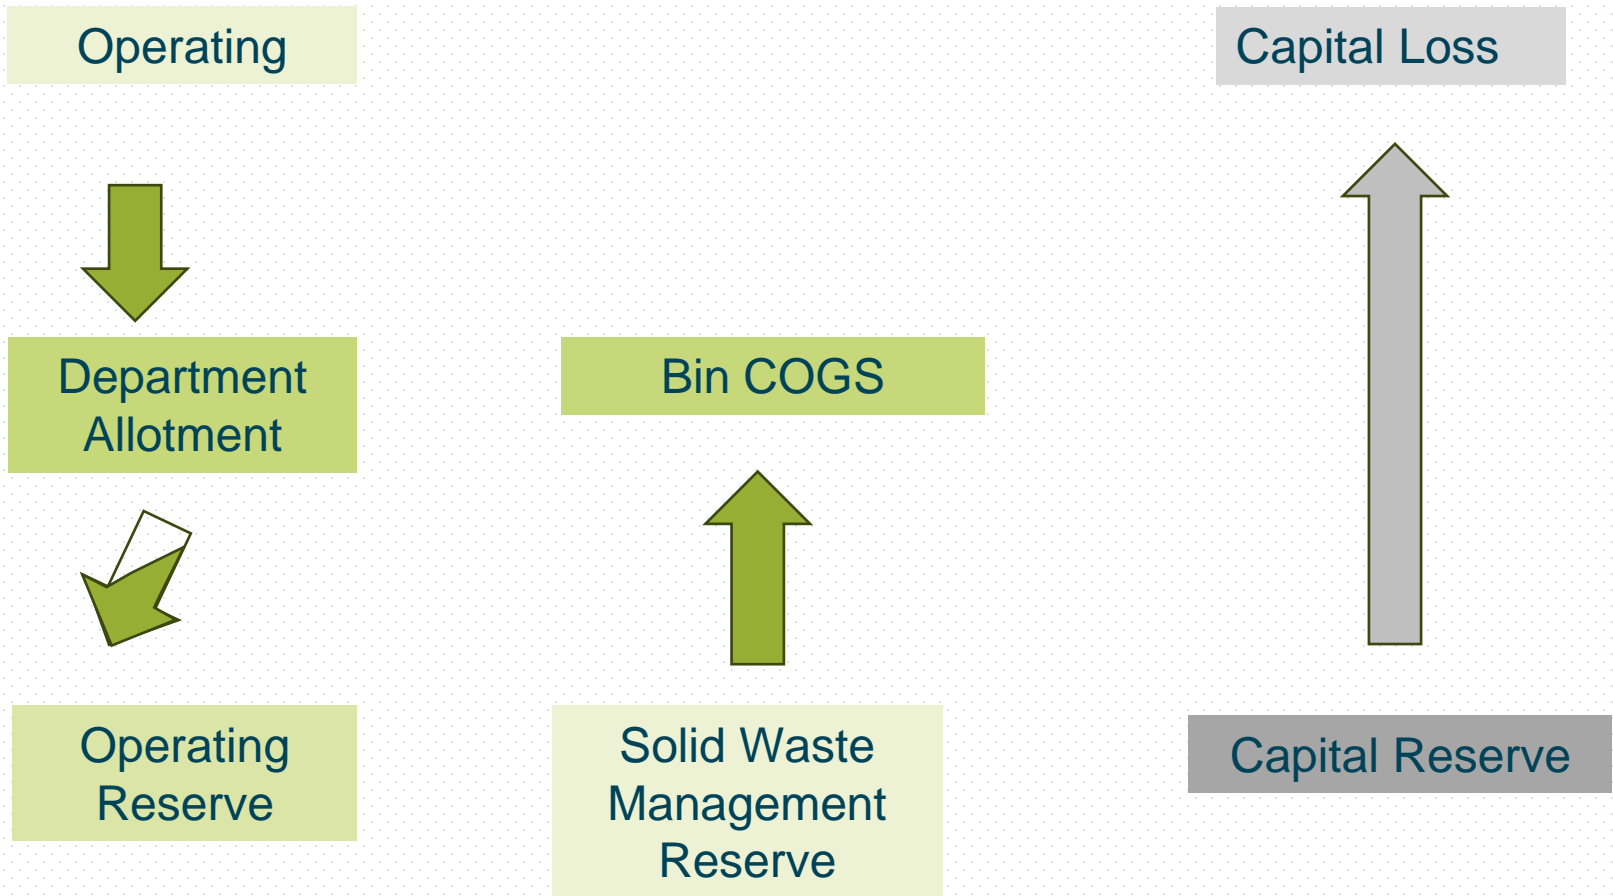 Operating
Capital Loss
Department
Allotment
Bin COGS
Operating
Reserve
Solid Waste
Management
Reserve
Capital Reserve